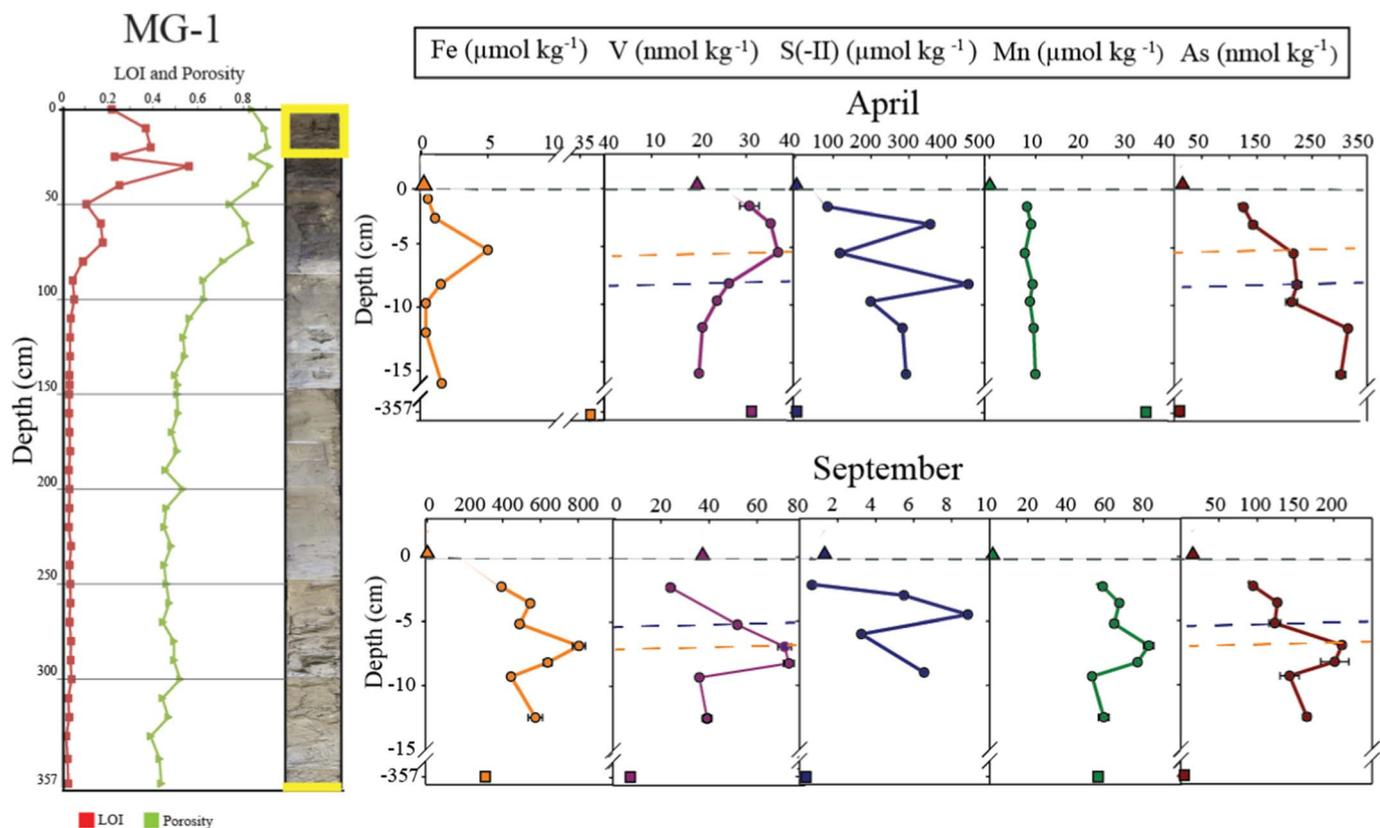 MG-1
LOI and Porosity
0 0.2 0.4 0.6 0.8
0
50
100
150
200
250
300
357
Depth (cm)
LOI Porosity
Fe (µmol kg-1) V (nmol kg-1) S(-II) (µmol kg-1) Mn (µmol kg-1) As (nmol kg-1)
April
0 5 10 35 40 10 20 30 40 100 200 300 400 500 10 20 30 40 50 150 250 350
0
-5
-10
-15
-357
Depth (cm)
September
0 200 400 600 800 0 20 40 60 80 2 4 6 8 10 20 40 60 80 50 100 150 200
0
-5
-10
-15
-357
Depth (cm)